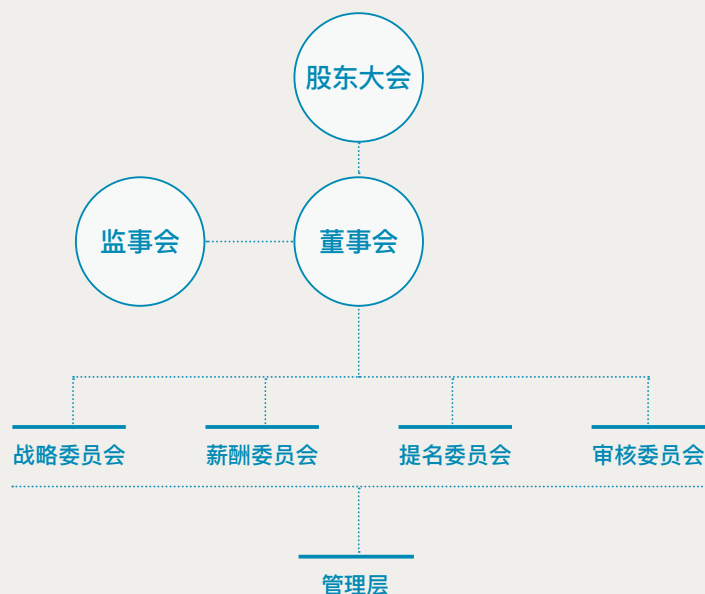 股东大会
监事会
董事会
战略委员会
薪酬委员会
提名委员会
审核委员会
管理层